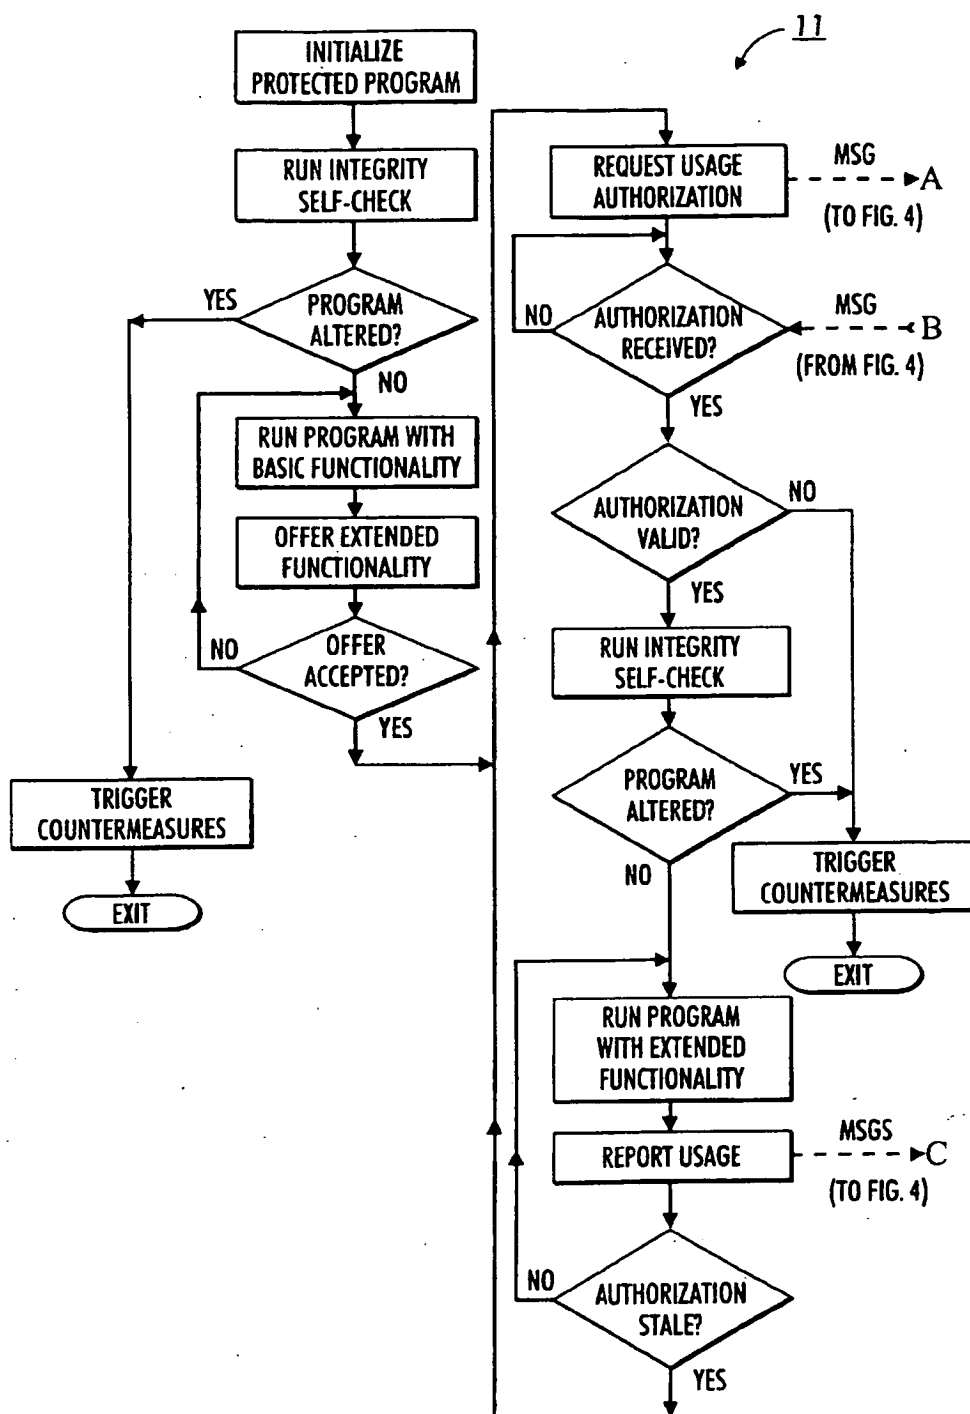 11
INITIALIZE
PROTECTED PROGRAM
RUN INTEGRITY
SELF-CHECK
YES
PROGRAM
ALTERED?
NO
RUN PROGRAM WITH
BASIC FUNCTIONALITY
OFFER EXTENDED
FUNCTIONALITY
NO
OFFER
ACCEPTED?
YES
TRIGGER
COUNTERMEASURES
EXIT
REQUEST USAGE
AUTHORIZATION
MSG
A
(TO FIG. 4)
NO
AUTHORIZATION
RECEIVED?
MSG
B
(FROM FIG. 4)
YES
AUTHORIZATION
VALID?
NO
YES
RUN INTEGRITY
SELF-CHECK
PROGRAM
ALTERED?
YES
NO
TRIGGER
COUNTERMEASURES
EXIT
RUN PROGRAM
WITH EXTENDED
FUNCTIONALITY
REPORT USAGE
MSGS
C
(TO FIG. 4)
NO
AUTHORIZATION
STALE?
YES